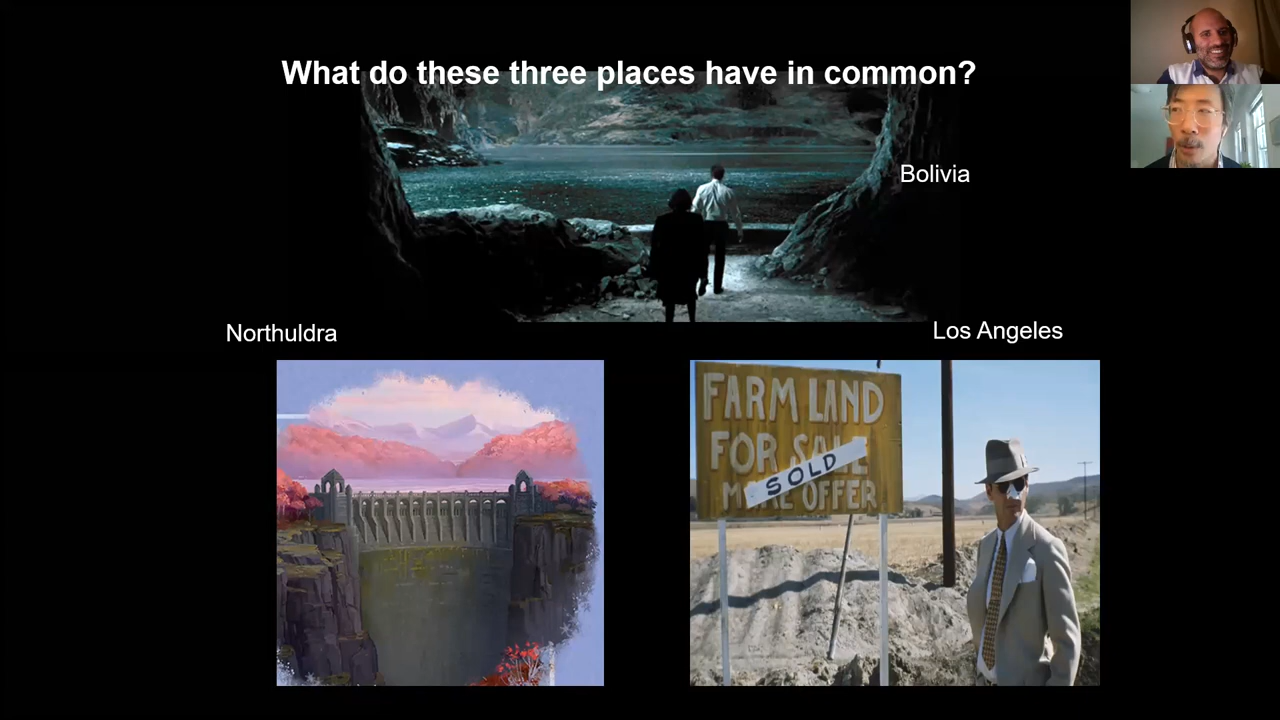 What do these three places have in common?
Bolivia
Northuldra
Los Angeles
FARM LAND
FOR SALE
SOLD
MAKE OFFER